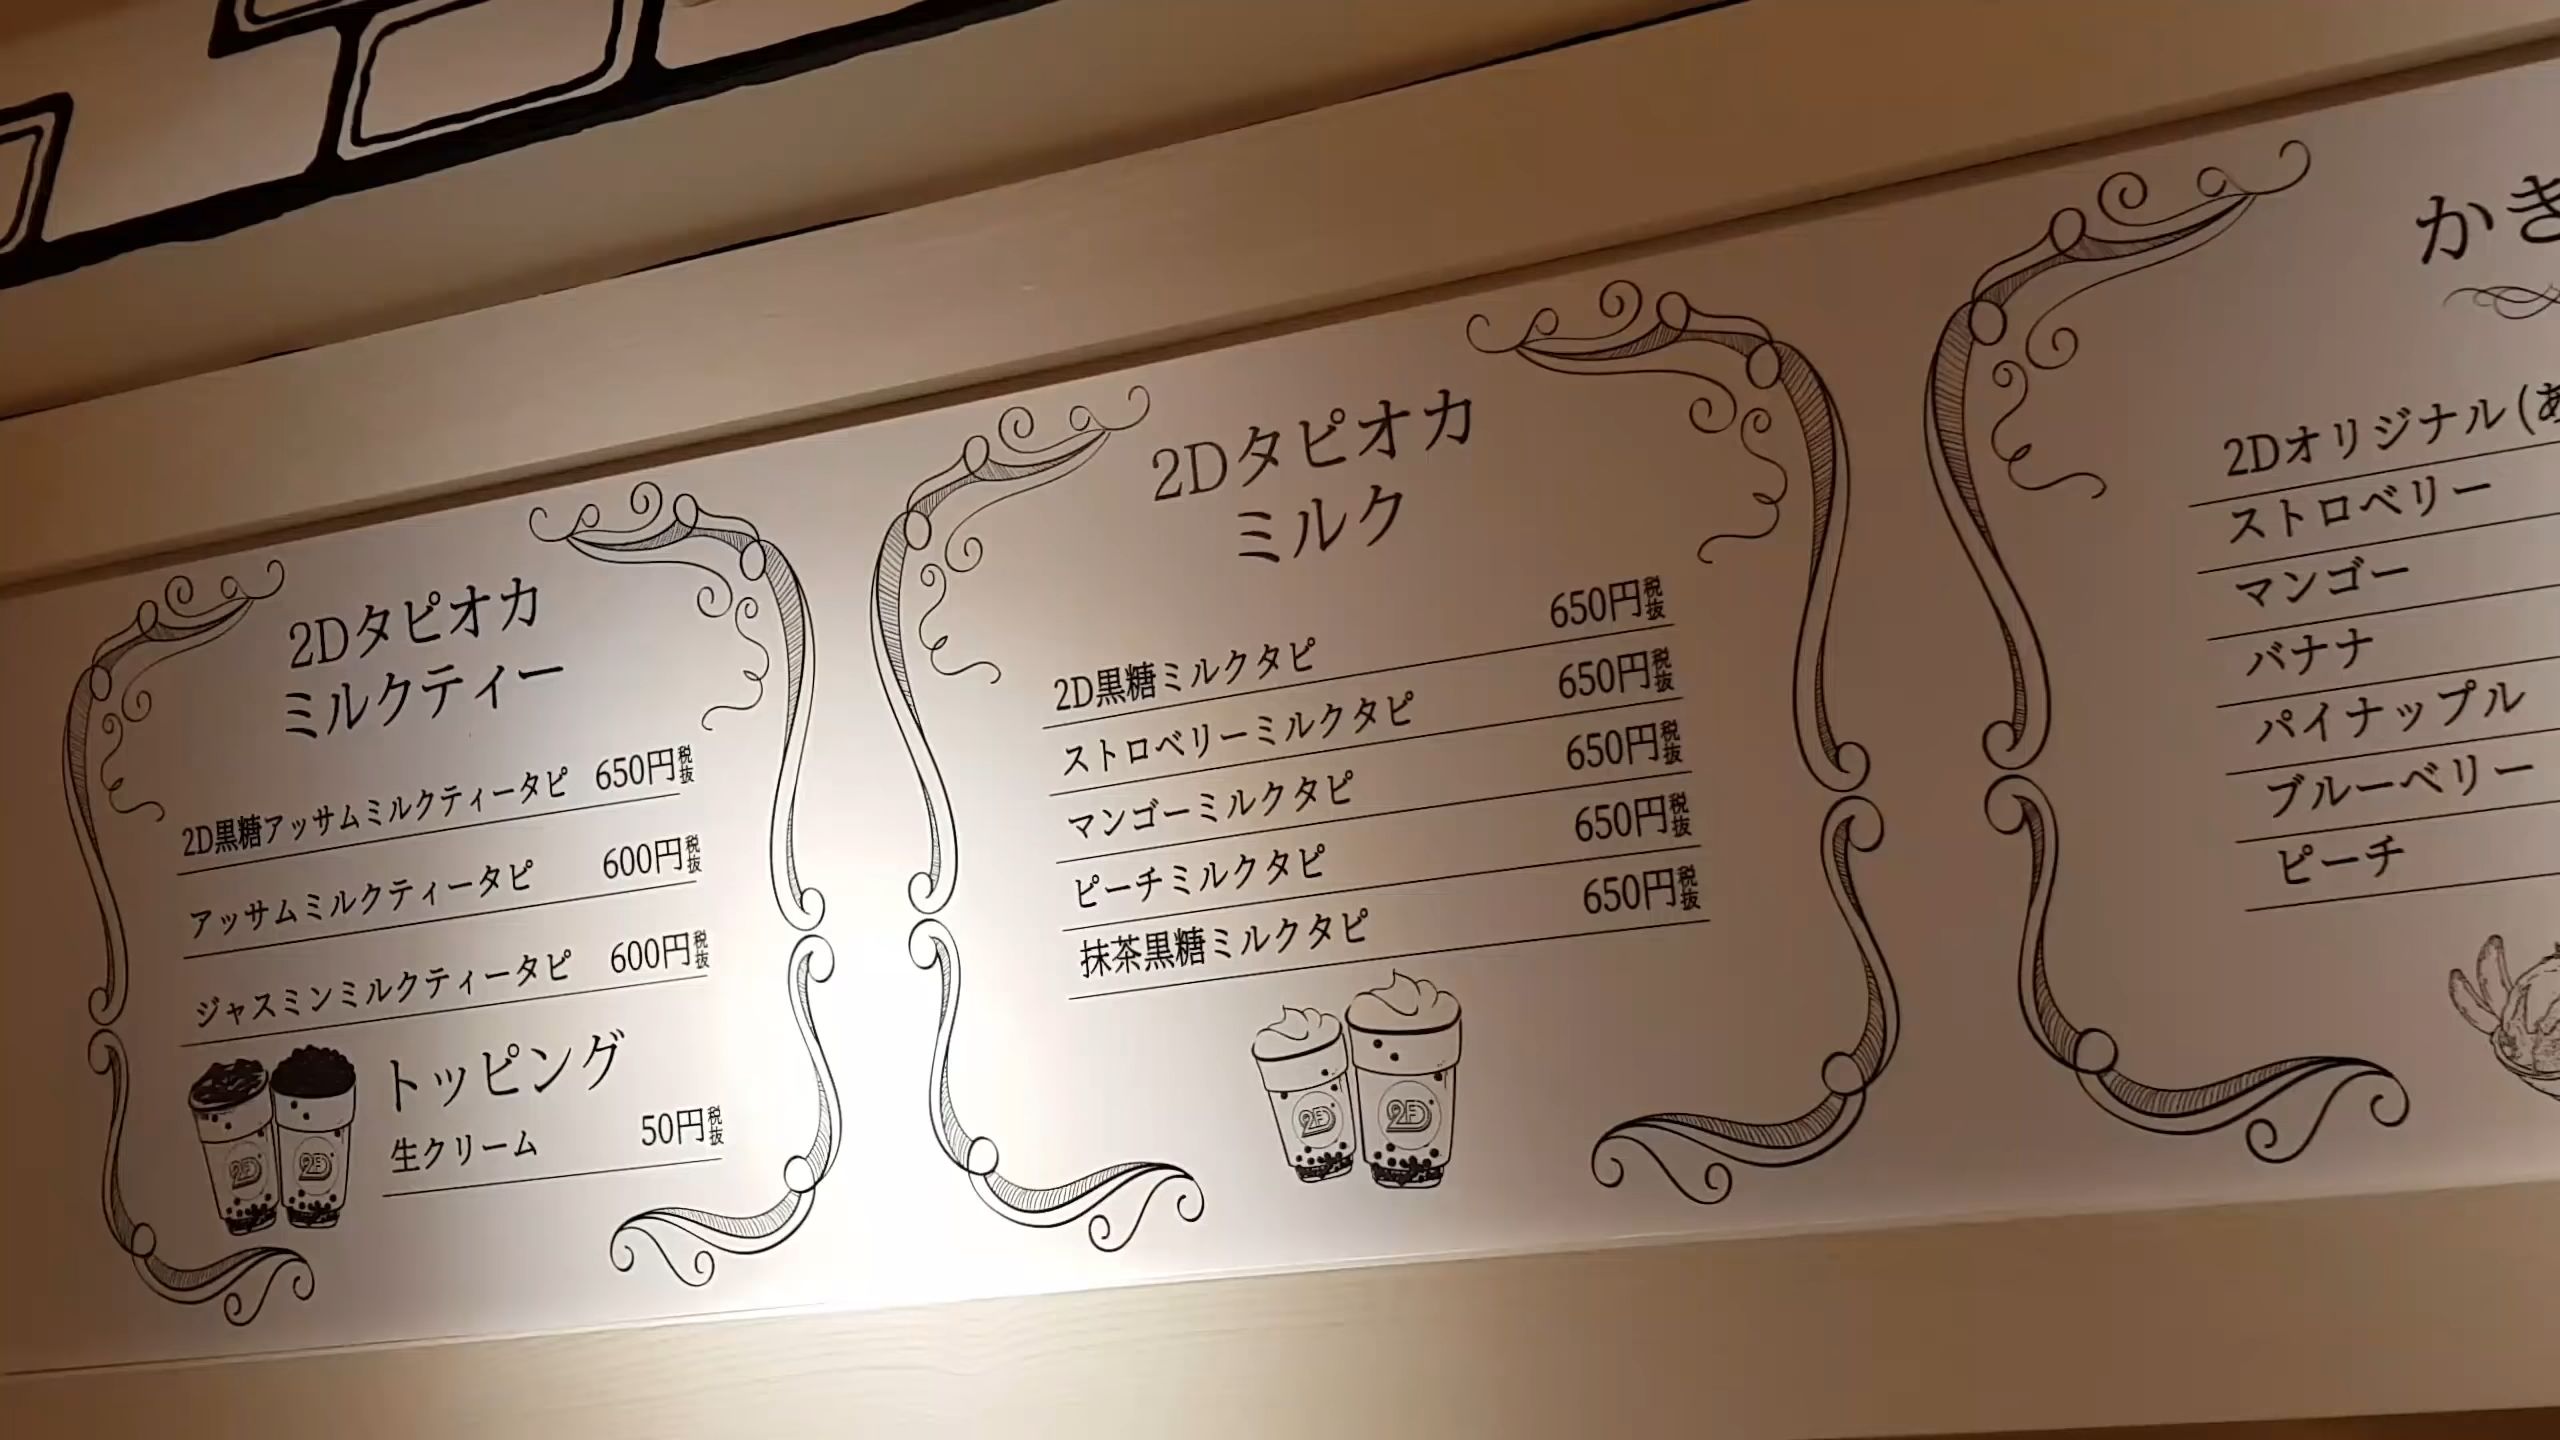 2Dタピオカ
ミルクティー
2D黒糖アッサムミルクティータピ 650円税抜
アッサムミルクティータピ 600円税抜
ジャスミンミルクティータピ 600円税抜
トッピング
生クリーム 50円税抜
2D
2D
2Dタピオカ
ミルク
2D黒糖ミルクタピ 650円税抜
ストロベリーミルクタピ 650円税抜
マンゴーミルクタピ 650円税抜
ピーチミルクタピ 650円税抜
抹茶黒糖ミルクタピ 650円税抜
2D
2D
かき
2Dオリジナル(あ
ストロベリー
マンゴー
バナナ
パイナップル
ブルーベリー
ピーチ